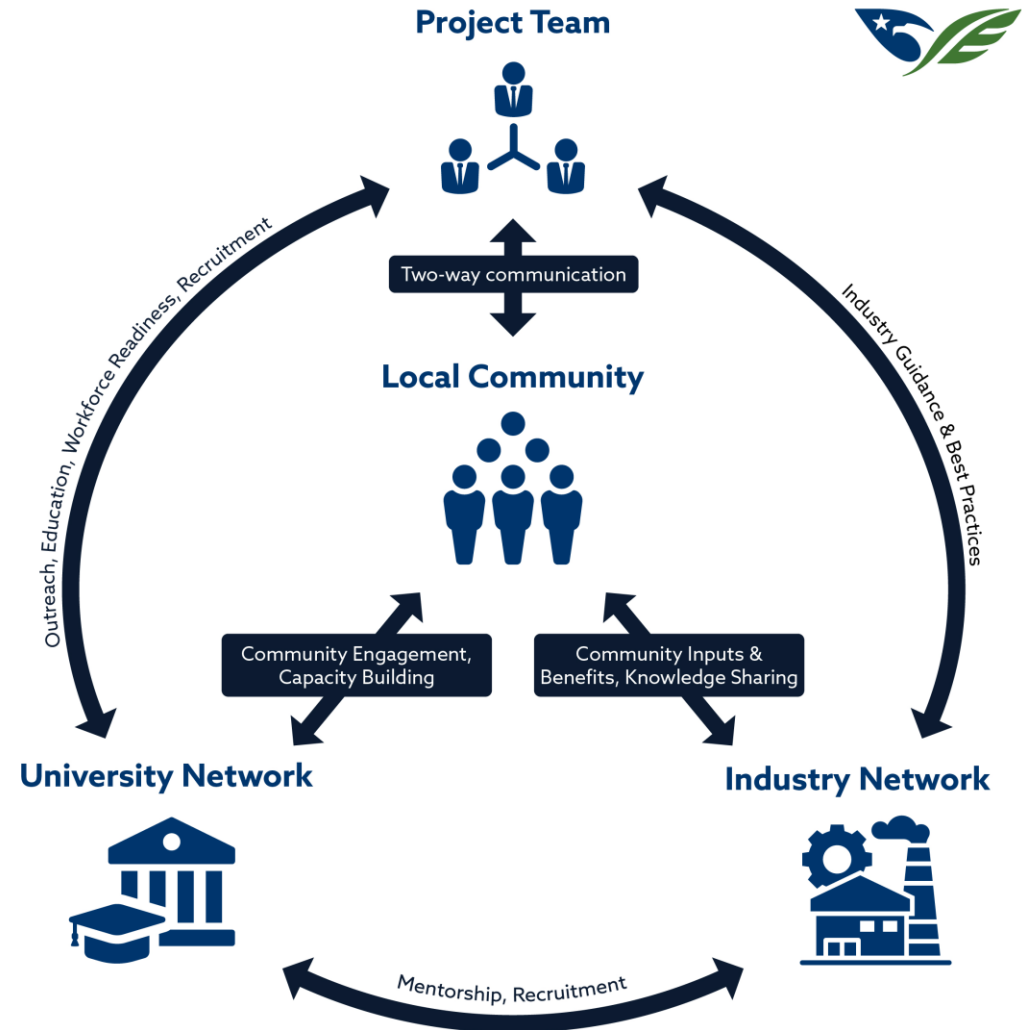 Project Team
Outreach, Education, Workforce Readiness, Recruitment
Two-way communication
Industry Guidance & Best Practices
Local Community
Community Engagement,
Capacity Building
Community Inputs &
Benefits, Knowledge Sharing
University Network
Industry Network
Mentorship, Recruitment